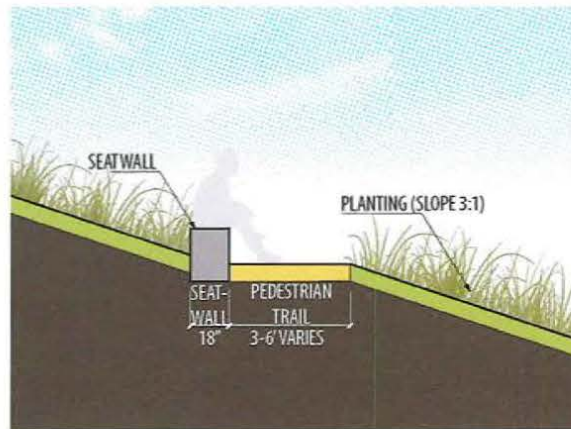 SEATWALL
PLANTING (SLOPE 3:1)
SEAT-
WALL
18"
PEDESTRIAN
TRAIL
3-6' VARIES